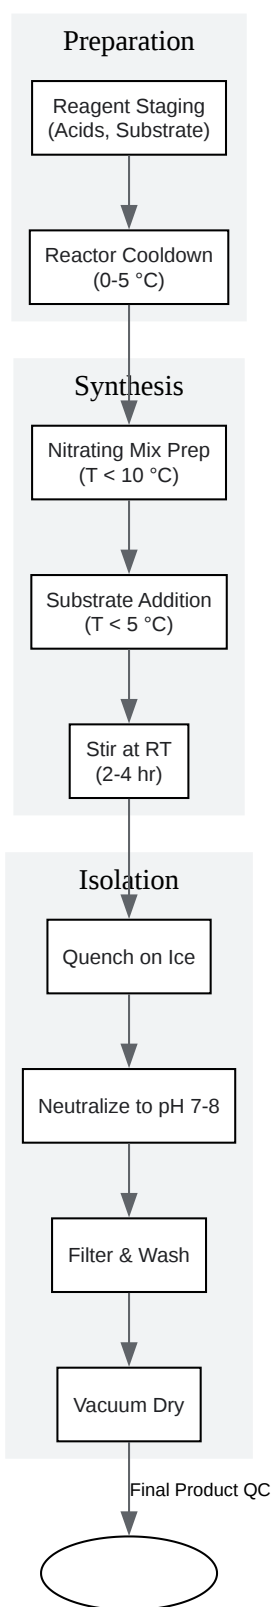 Preparation
Reagent Staging
(Acids, Substrate)
Reactor Cooldown
(0-5 °C)
Synthesis
Nitrating Mix Prep
(T < 10 °C)
Substrate Addition
(T < 5 °C)
Stir at RT
(2-4 hr)
Isolation
Quench on Ice
Neutralize to pH 7-8
Filter & Wash
Vacuum Dry
Final Product QC